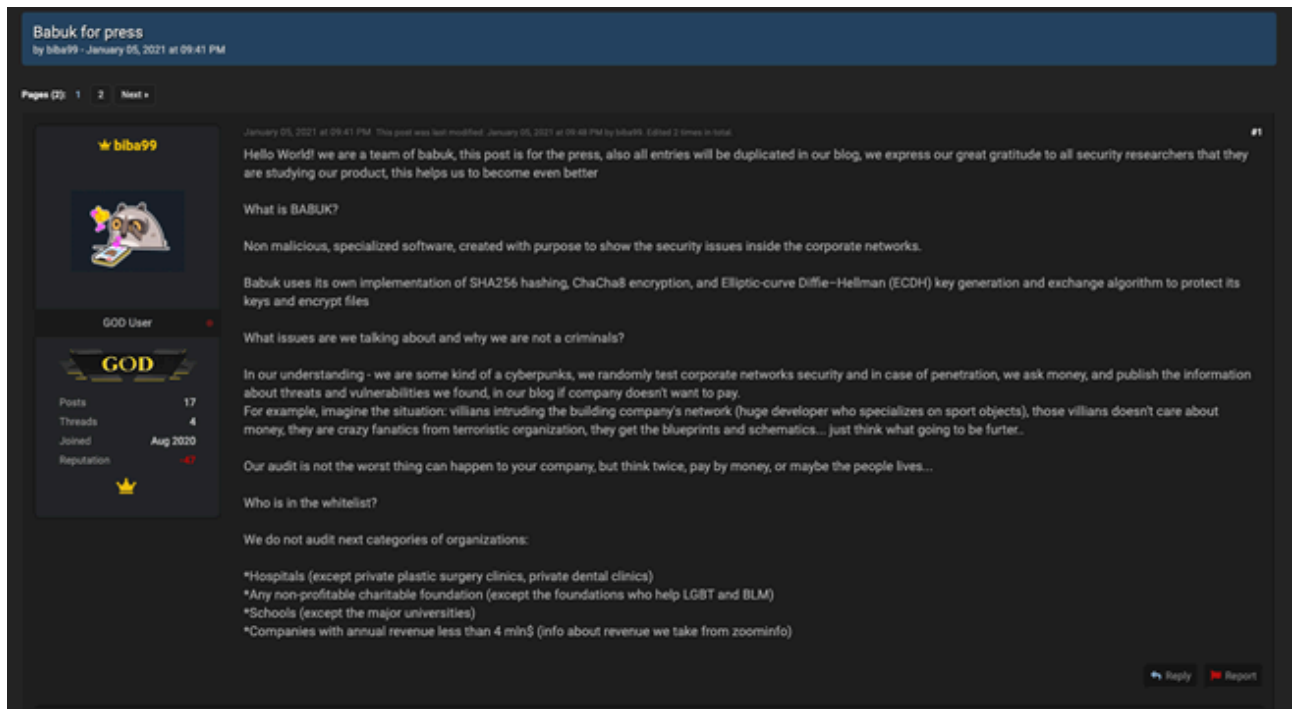 Babuk for press
by biba99 - January 05, 2021 at 09:41 PM
Pages (2): 1 2 Next »
biba99
GOD User
GOD
Posts 17
Threads 4
Joined Aug 2020
Reputation -47
January 05, 2021 at 09:41 PM This post was last modified: January 05, 2021 at 09:48 PM by biba99. Edited 2 times in total.
#1
Hello World! we are a team of babuk, this post is for the press, also all entries will be duplicated in our blog, we express our great gratitude to all security researchers that they
are studying our product, this helps us to become even better
What is BABUK?
Non malicious, specialized software, created with purpose to show the security issues inside the corporate networks.
Babuk uses its own implementation of SHA256 hashing, ChaCha8 encryption, and Elliptic-curve Diffie–Hellman (ECDH) key generation and exchange algorithm to protect its
keys and encrypt files
What issues are we talking about and why we are not a criminals?
In our understanding - we are some kind of a cyberpunks, we randomly test corporate networks security and in case of penetration, we ask money, and publish the information
about threats and vulnerabilities we found, in our blog if company doesn't want to pay.
For example, imagine the situation: villians intruding the building company's network (huge developer who specializes on sport objects), those villians doesn't care about
money, they are crazy fanatics from terroristic organization, they get the blueprints and schematics... just think what going to be furter..
Our audit is not the worst thing can happen to your company, but think twice, pay by money, or maybe the people lives...
Who is in the whitelist?
We do not audit next categories of organizations:
*Hospitals (except private plastic surgery clinics, private dental clinics)
*Any non-profitable charitable foundation (except the foundations who help LGBT and BLM)
*Schools (except the major universities)
*Companies with annual revenue less than 4 mln$ (info about revenue we take from zoominfo)
Reply Report